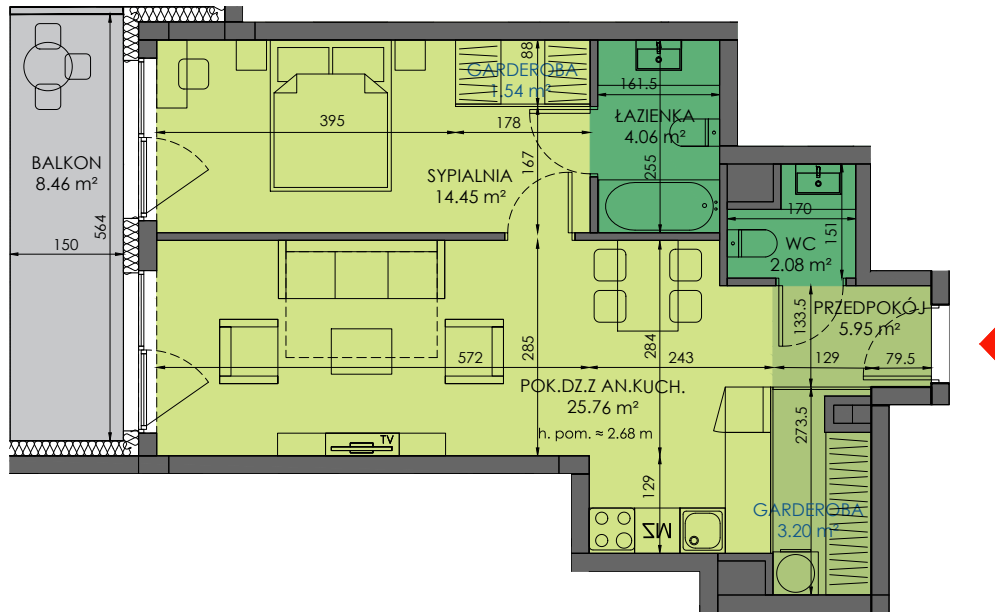 BALKON
8.46 m²
150
564
395
178
88
GARDEROBA
1.54 m²
SYPIALNIA
14.45 m²
167
161.5
ŁAZIENKA
4.06 m²
255
170
151
WC
2.08 m²
PRZEDPOKÓJ
5.95 m²
133.5
129
79.5
572
285
284
243
POK.DZ.Z AN.KUCH.
25.76 m²
h. pom. ≈ 2.68 m
TV
129
ZM
273.5
GARDEROBA
3.20 m²